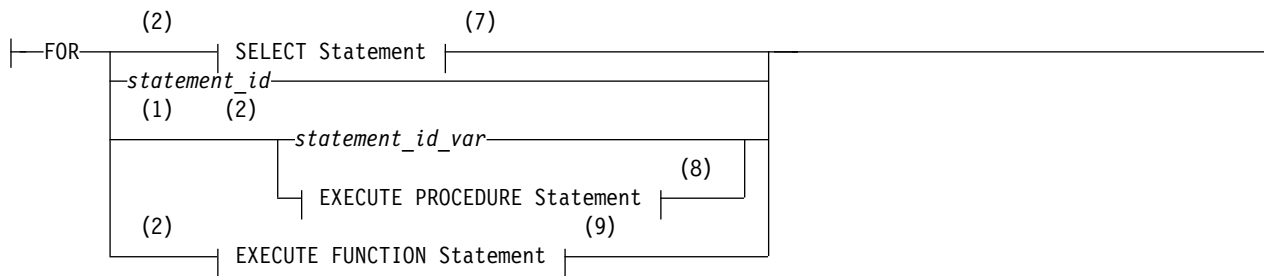 (2) (7)
FOR SELECT Statement
statement_id
(1) (2)
statement_id_var
(8)
EXECUTE PROCEDURE Statement
(2) (9)
EXECUTE FUNCTION Statement